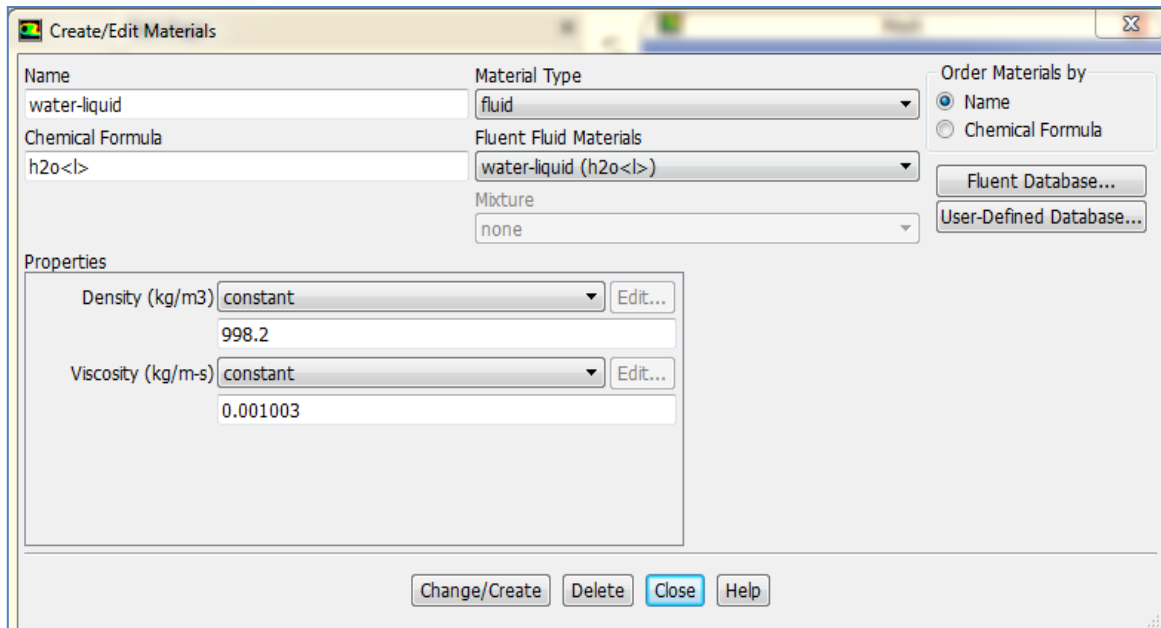 Create/Edit Materials
Name
water-liquid
Chemical Formula
h2o<l>
Material Type
fluid
Fluent Fluid Materials
water-liquid (h2o<l>)
Mixture
none
Order Materials by
Name
Chemical Formula
Fluent Database...
User-Defined Database...
Properties
Density (kg/m3) constant Edit...
998.2
Viscosity (kg/m-s) constant Edit...
0.001003
Change/Create Delete Close Help